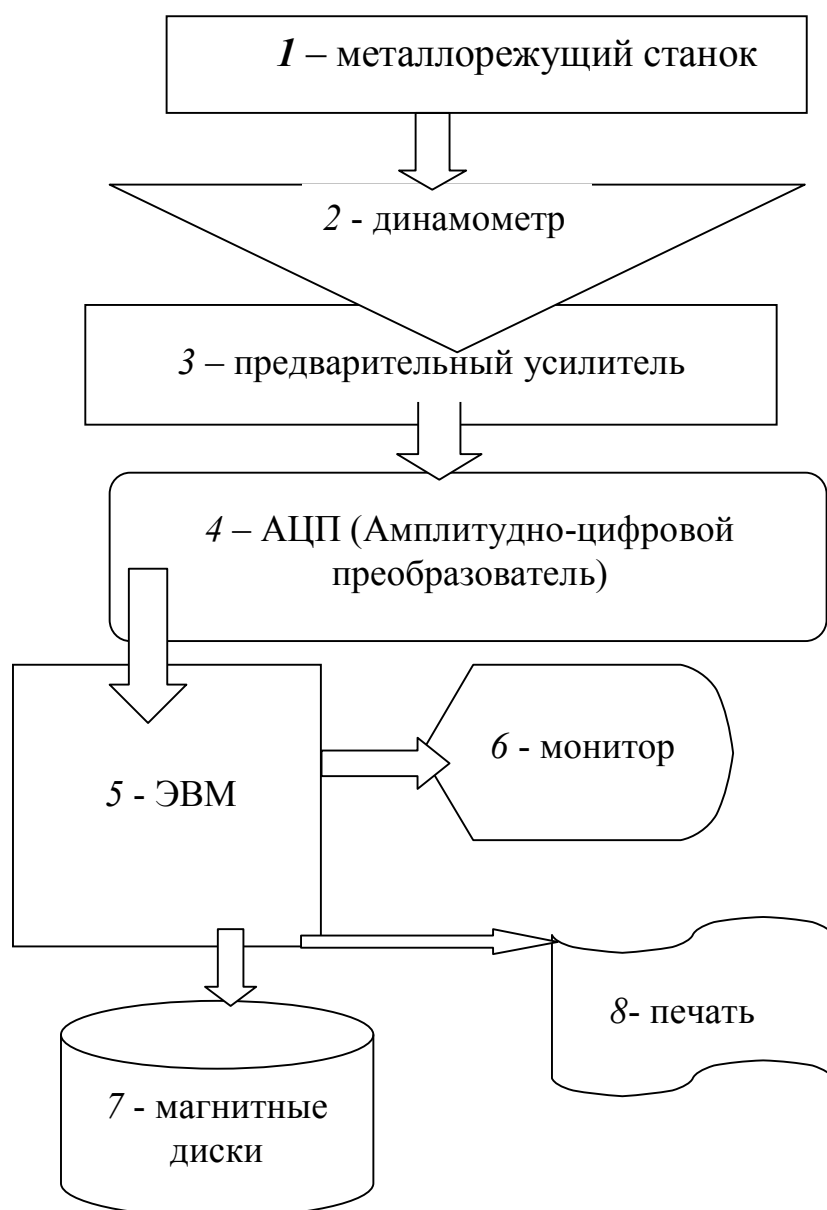 1 – металлорежущий станок
2 - динамометр
3 – предварительный усилитель
4 – АЦП (Амплитудно-цифровой
преобразователь)
5 - ЭВМ
6 - монитор
8- печать
7 - магнитные
диски